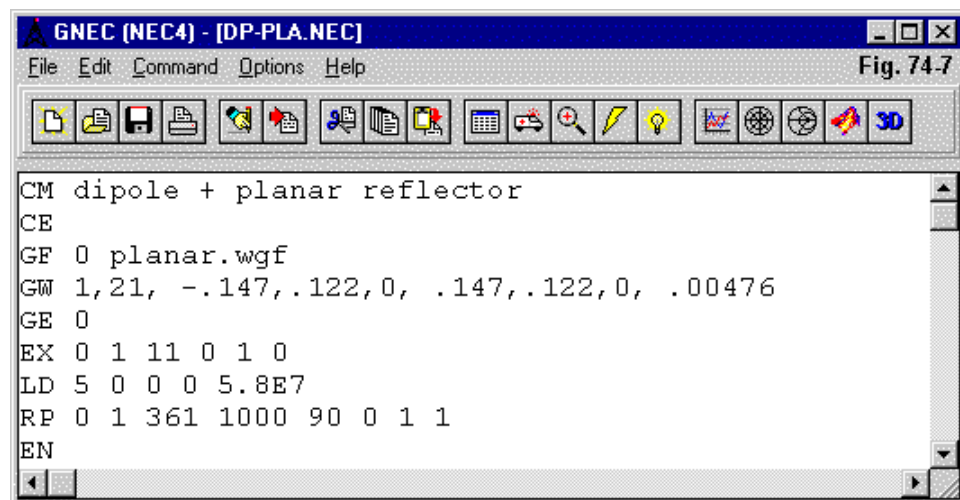 GNEC (NEC4) - [DP-PLA.NEC]
File Edit Command Options Help Fig. 74-7
3D
CM dipole + planar reflector
CE
GF 0 planar.wgf
GW 1,21, -.147,.122,0, .147,.122,0, .00476
GE 0
EX 0 1 11 0 1 0
LD 5 0 0 0 5.8E7
RP 0 1 361 1000 90 0 1 1
EN